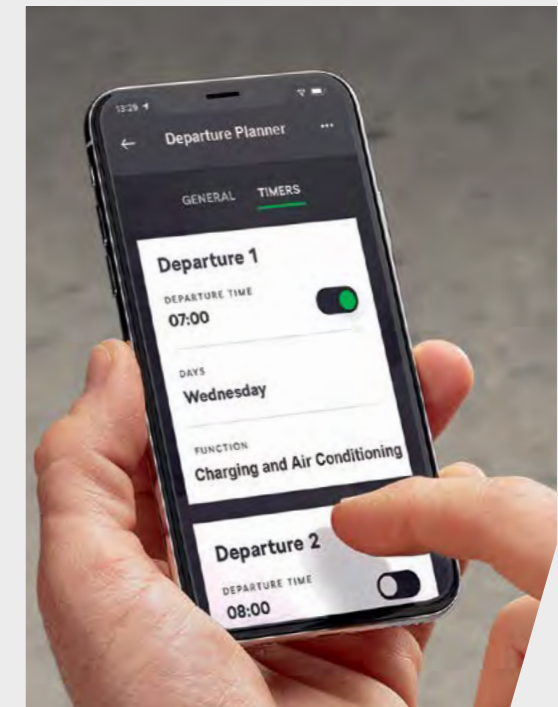 13:29
Departure Planner
GENERAL TIMERS
Departure 1
DEPARTURE TIME
07:00
DAYS
Wednesday
FUNCTION
Charging and Air Conditioning
Departure 2
DEPARTURE TIME
08:00